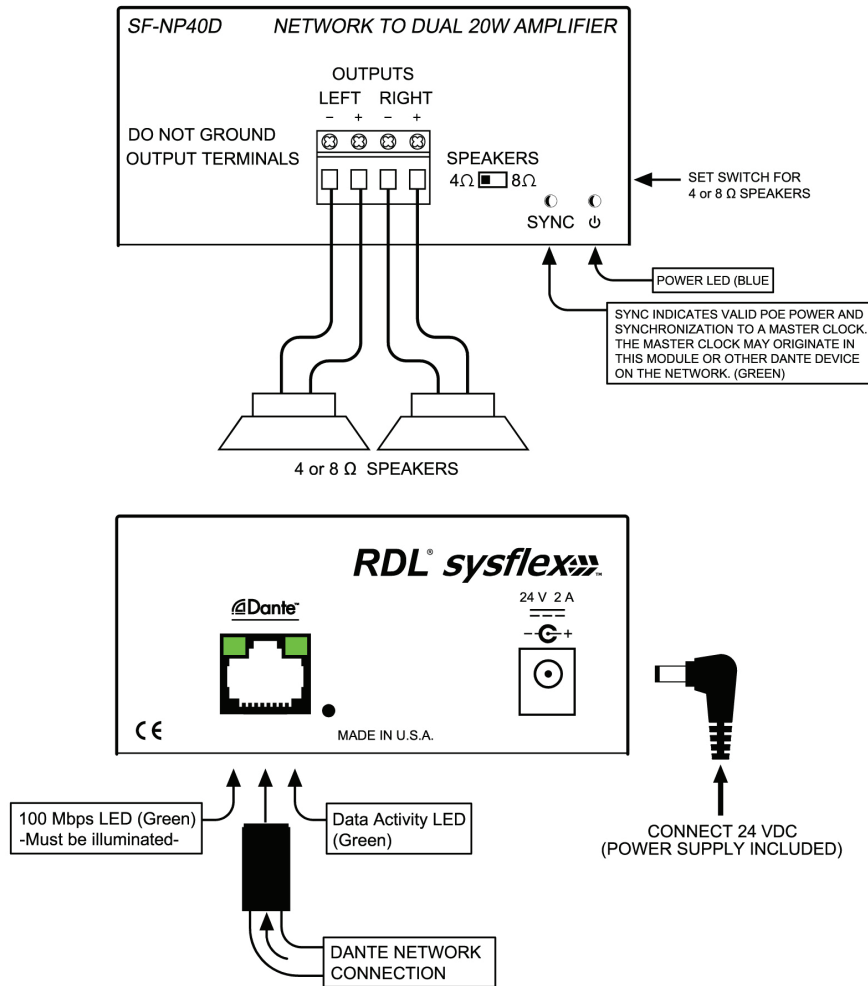 SF-NP40D NETWORK TO DUAL 20W AMPLIFIER
OUTPUTS
LEFT RIGHT
- + - +
DO NOT GROUND
OUTPUT TERMINALS
SPEAKERS
4Ω 8Ω
SET SWITCH FOR
4 or 8 Ω SPEAKERS
SYNC
POWER LED (BLUE
SYNC INDICATES VALID POE POWER AND
SYNCHRONIZATION TO A MASTER CLOCK.
THE MASTER CLOCK MAY ORIGINATE IN
THIS MODULE OR OTHER DANTE DEVICE
ON THE NETWORK. (GREEN)
4 or 8 Ω SPEAKERS
RDL® sysflex™
Dante™
24 V 2 A
- +
CE
MADE IN U.S.A.
100 Mbps LED (Green)
-Must be illuminated-
Data Activity LED
(Green)
CONNECT 24 VDC
(POWER SUPPLY INCLUDED)
DANTE NETWORK
CONNECTION